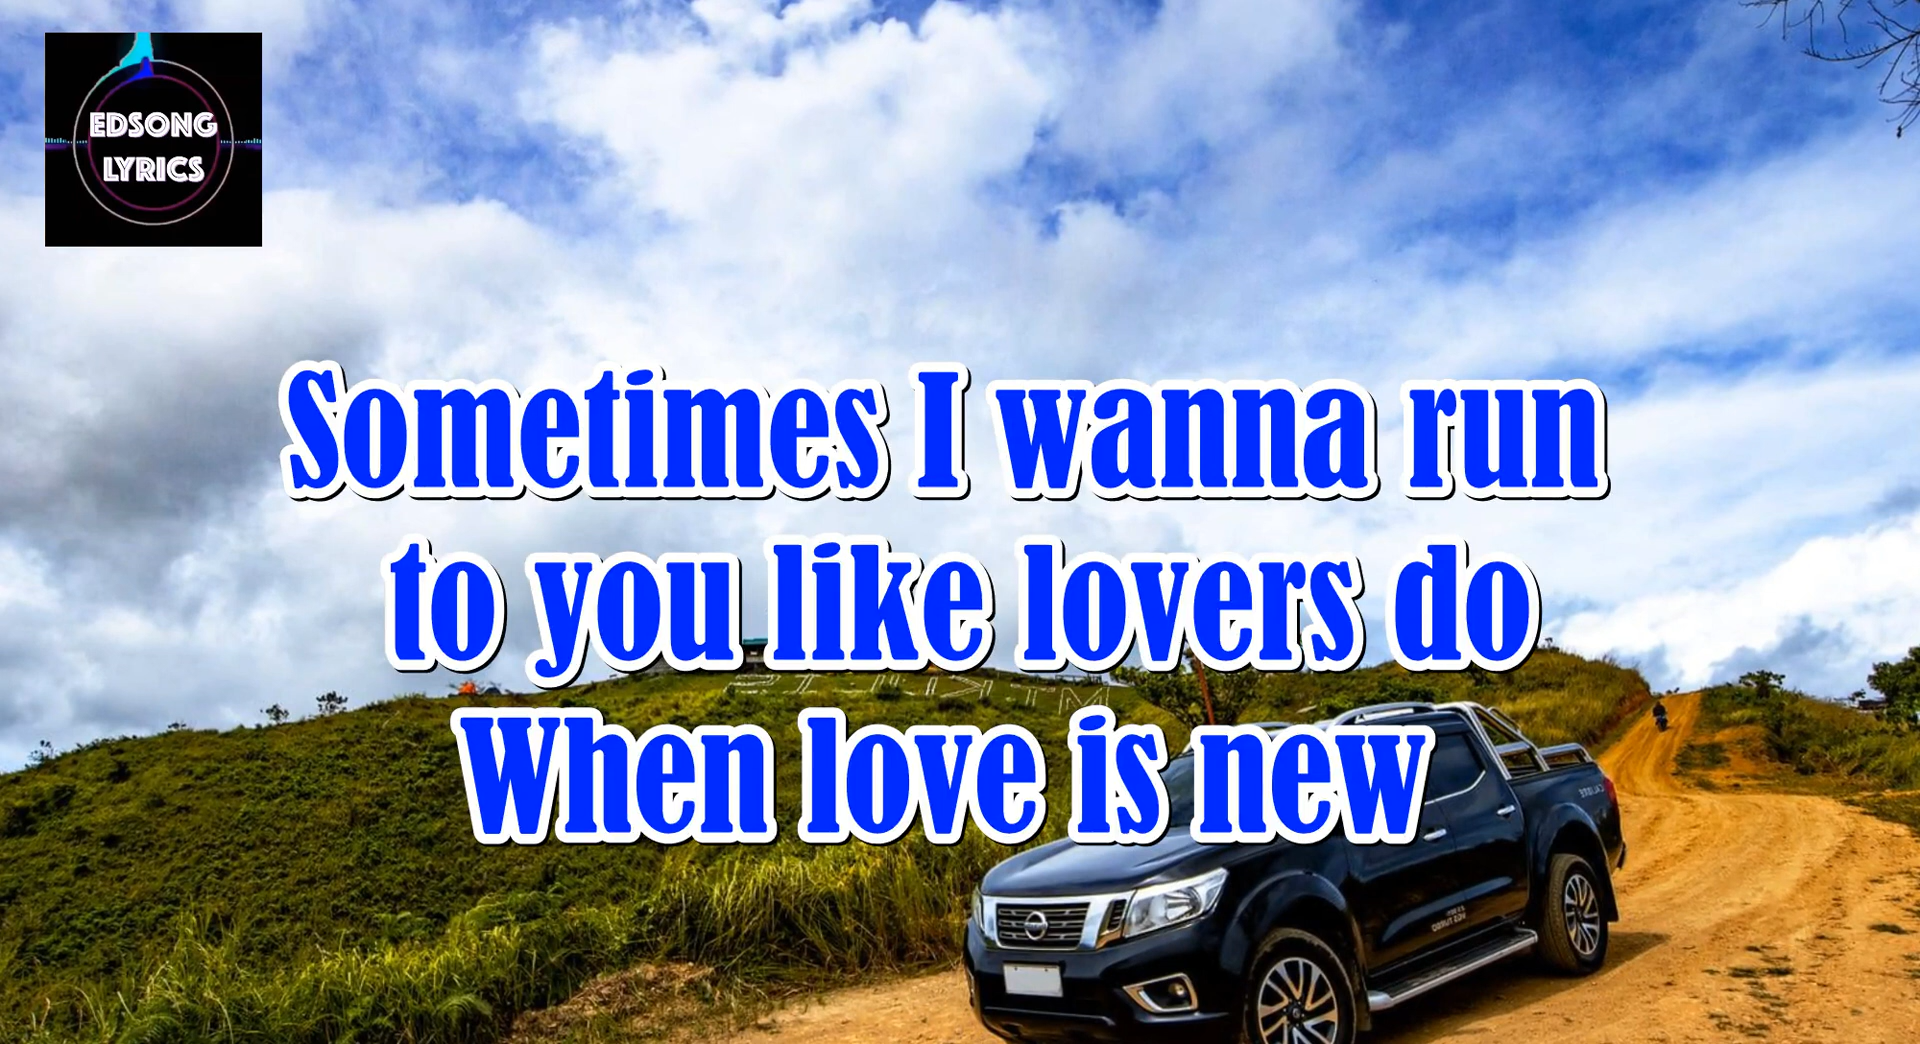 EDSONG
LYRICS
Sometimes I wanna run
to you like lovers do
When love is new